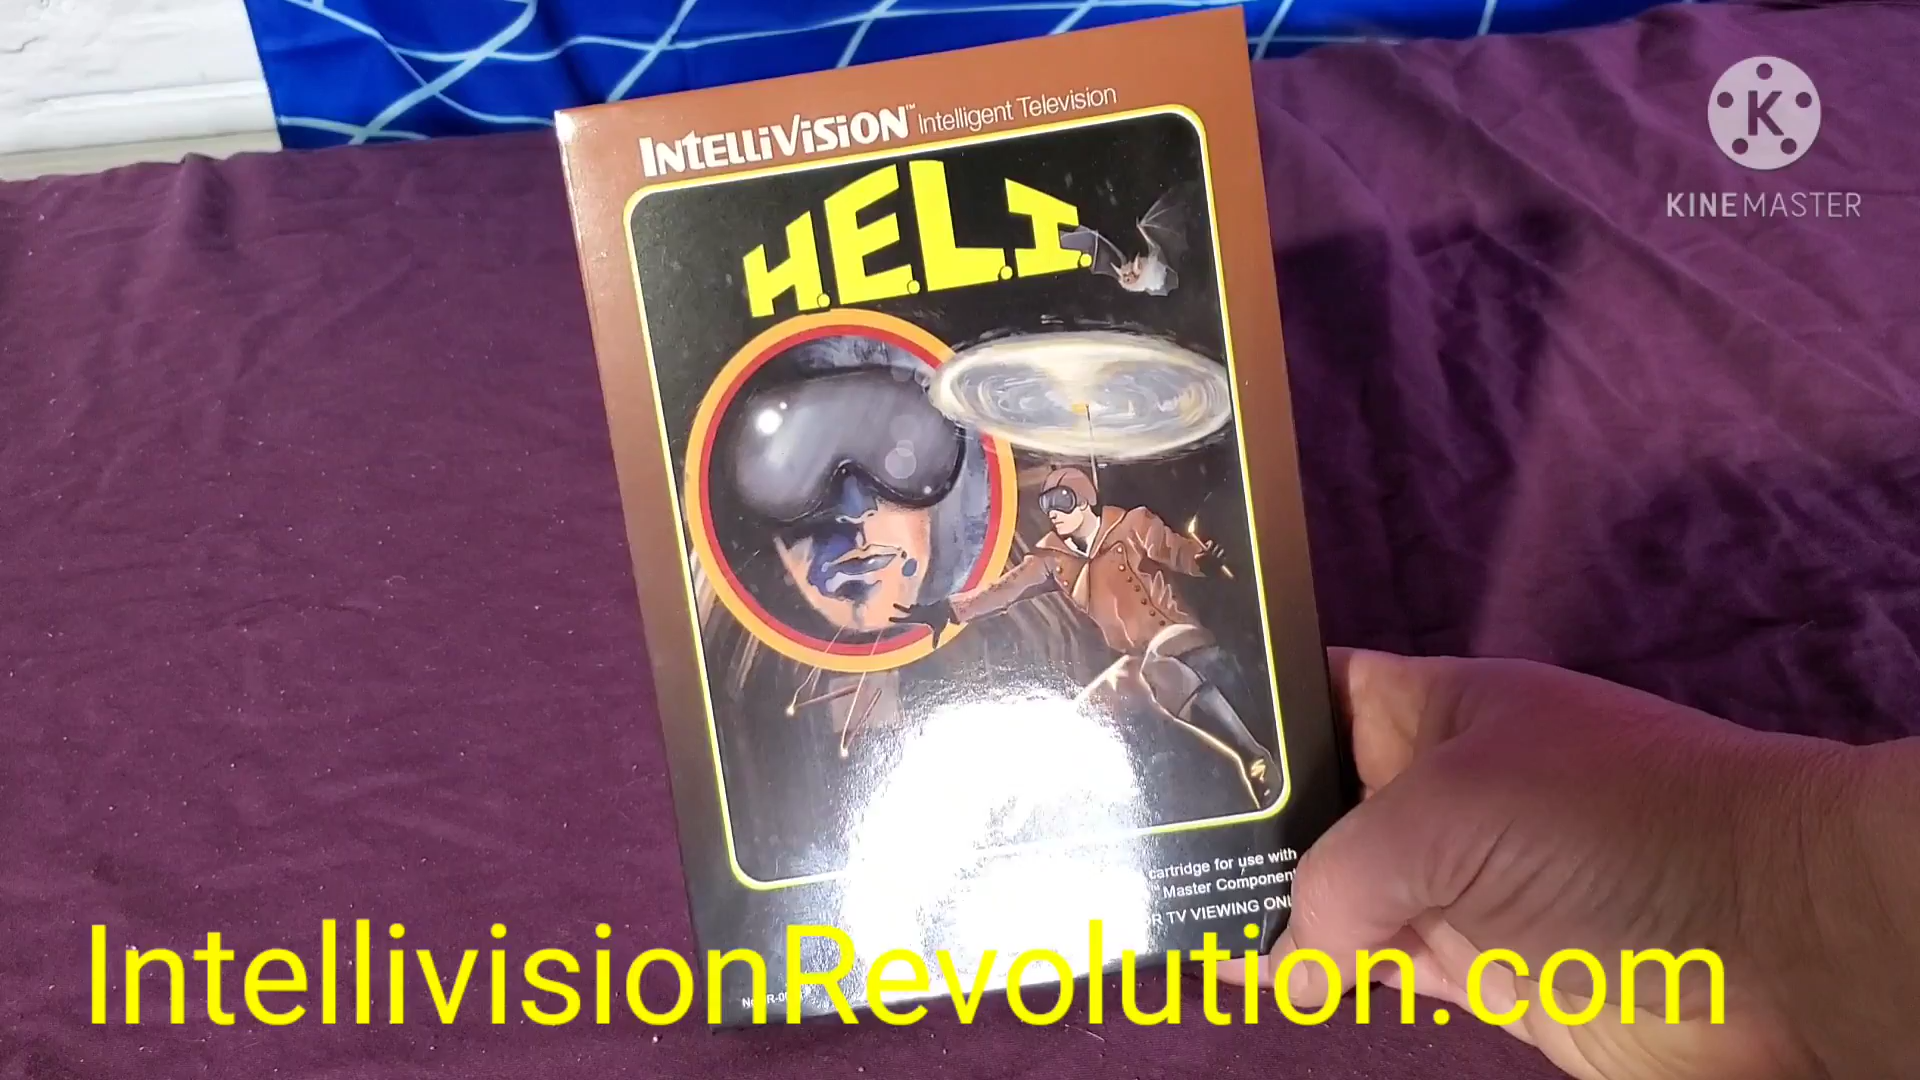 INTELLIVISION™ Intelligent Television
H.E.L.I.
K
KINEMASTER
cartridge for use with
Master Component
TV VIEWING
IntellivisionRevolution.com